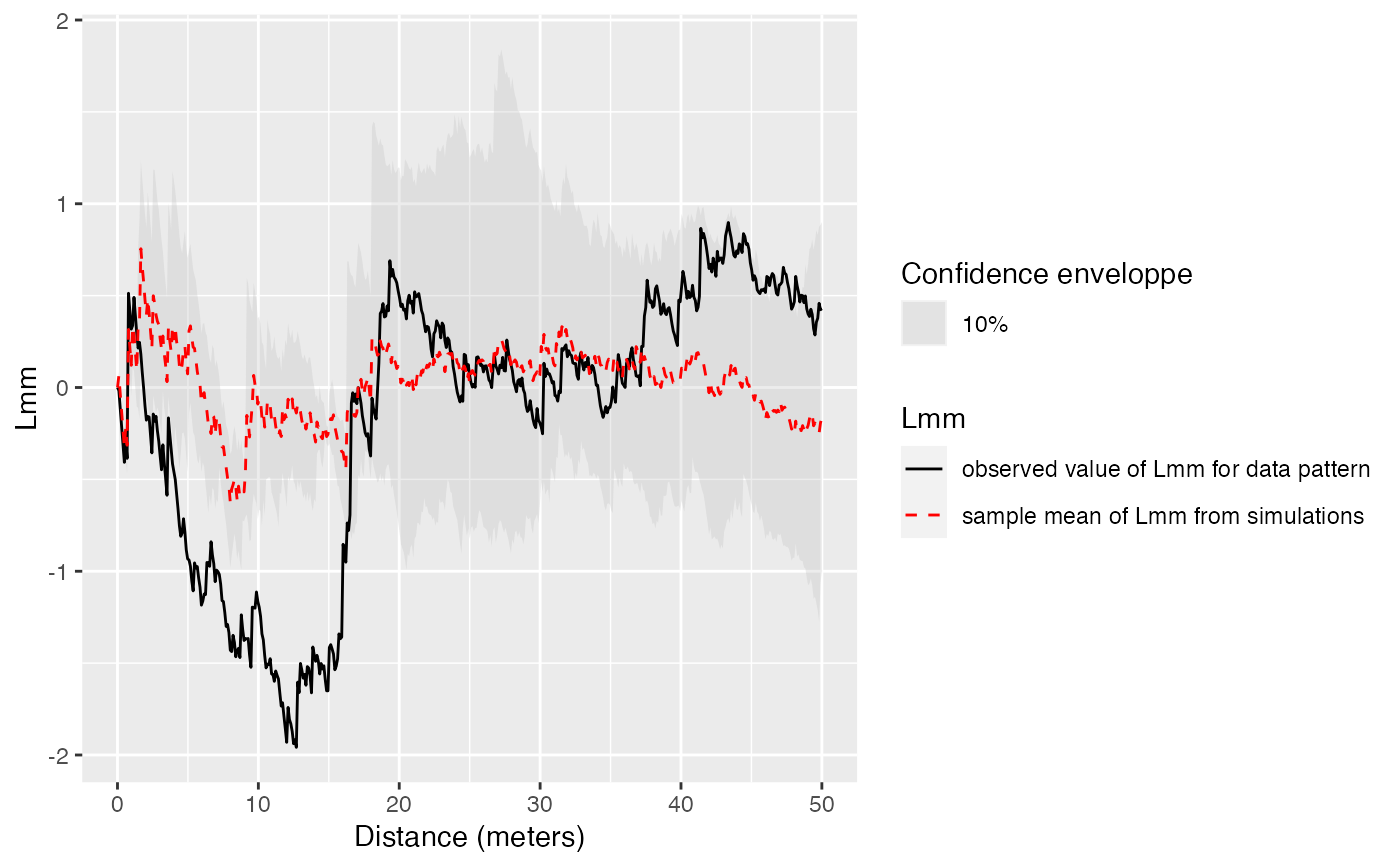 2
1
0
-1
-2
Lmm
0 10 20 30 40 50
Distance (meters)
Confidence enveloppe
10%
Lmm
observed value of Lmm for data pattern
sample mean of Lmm from simulations